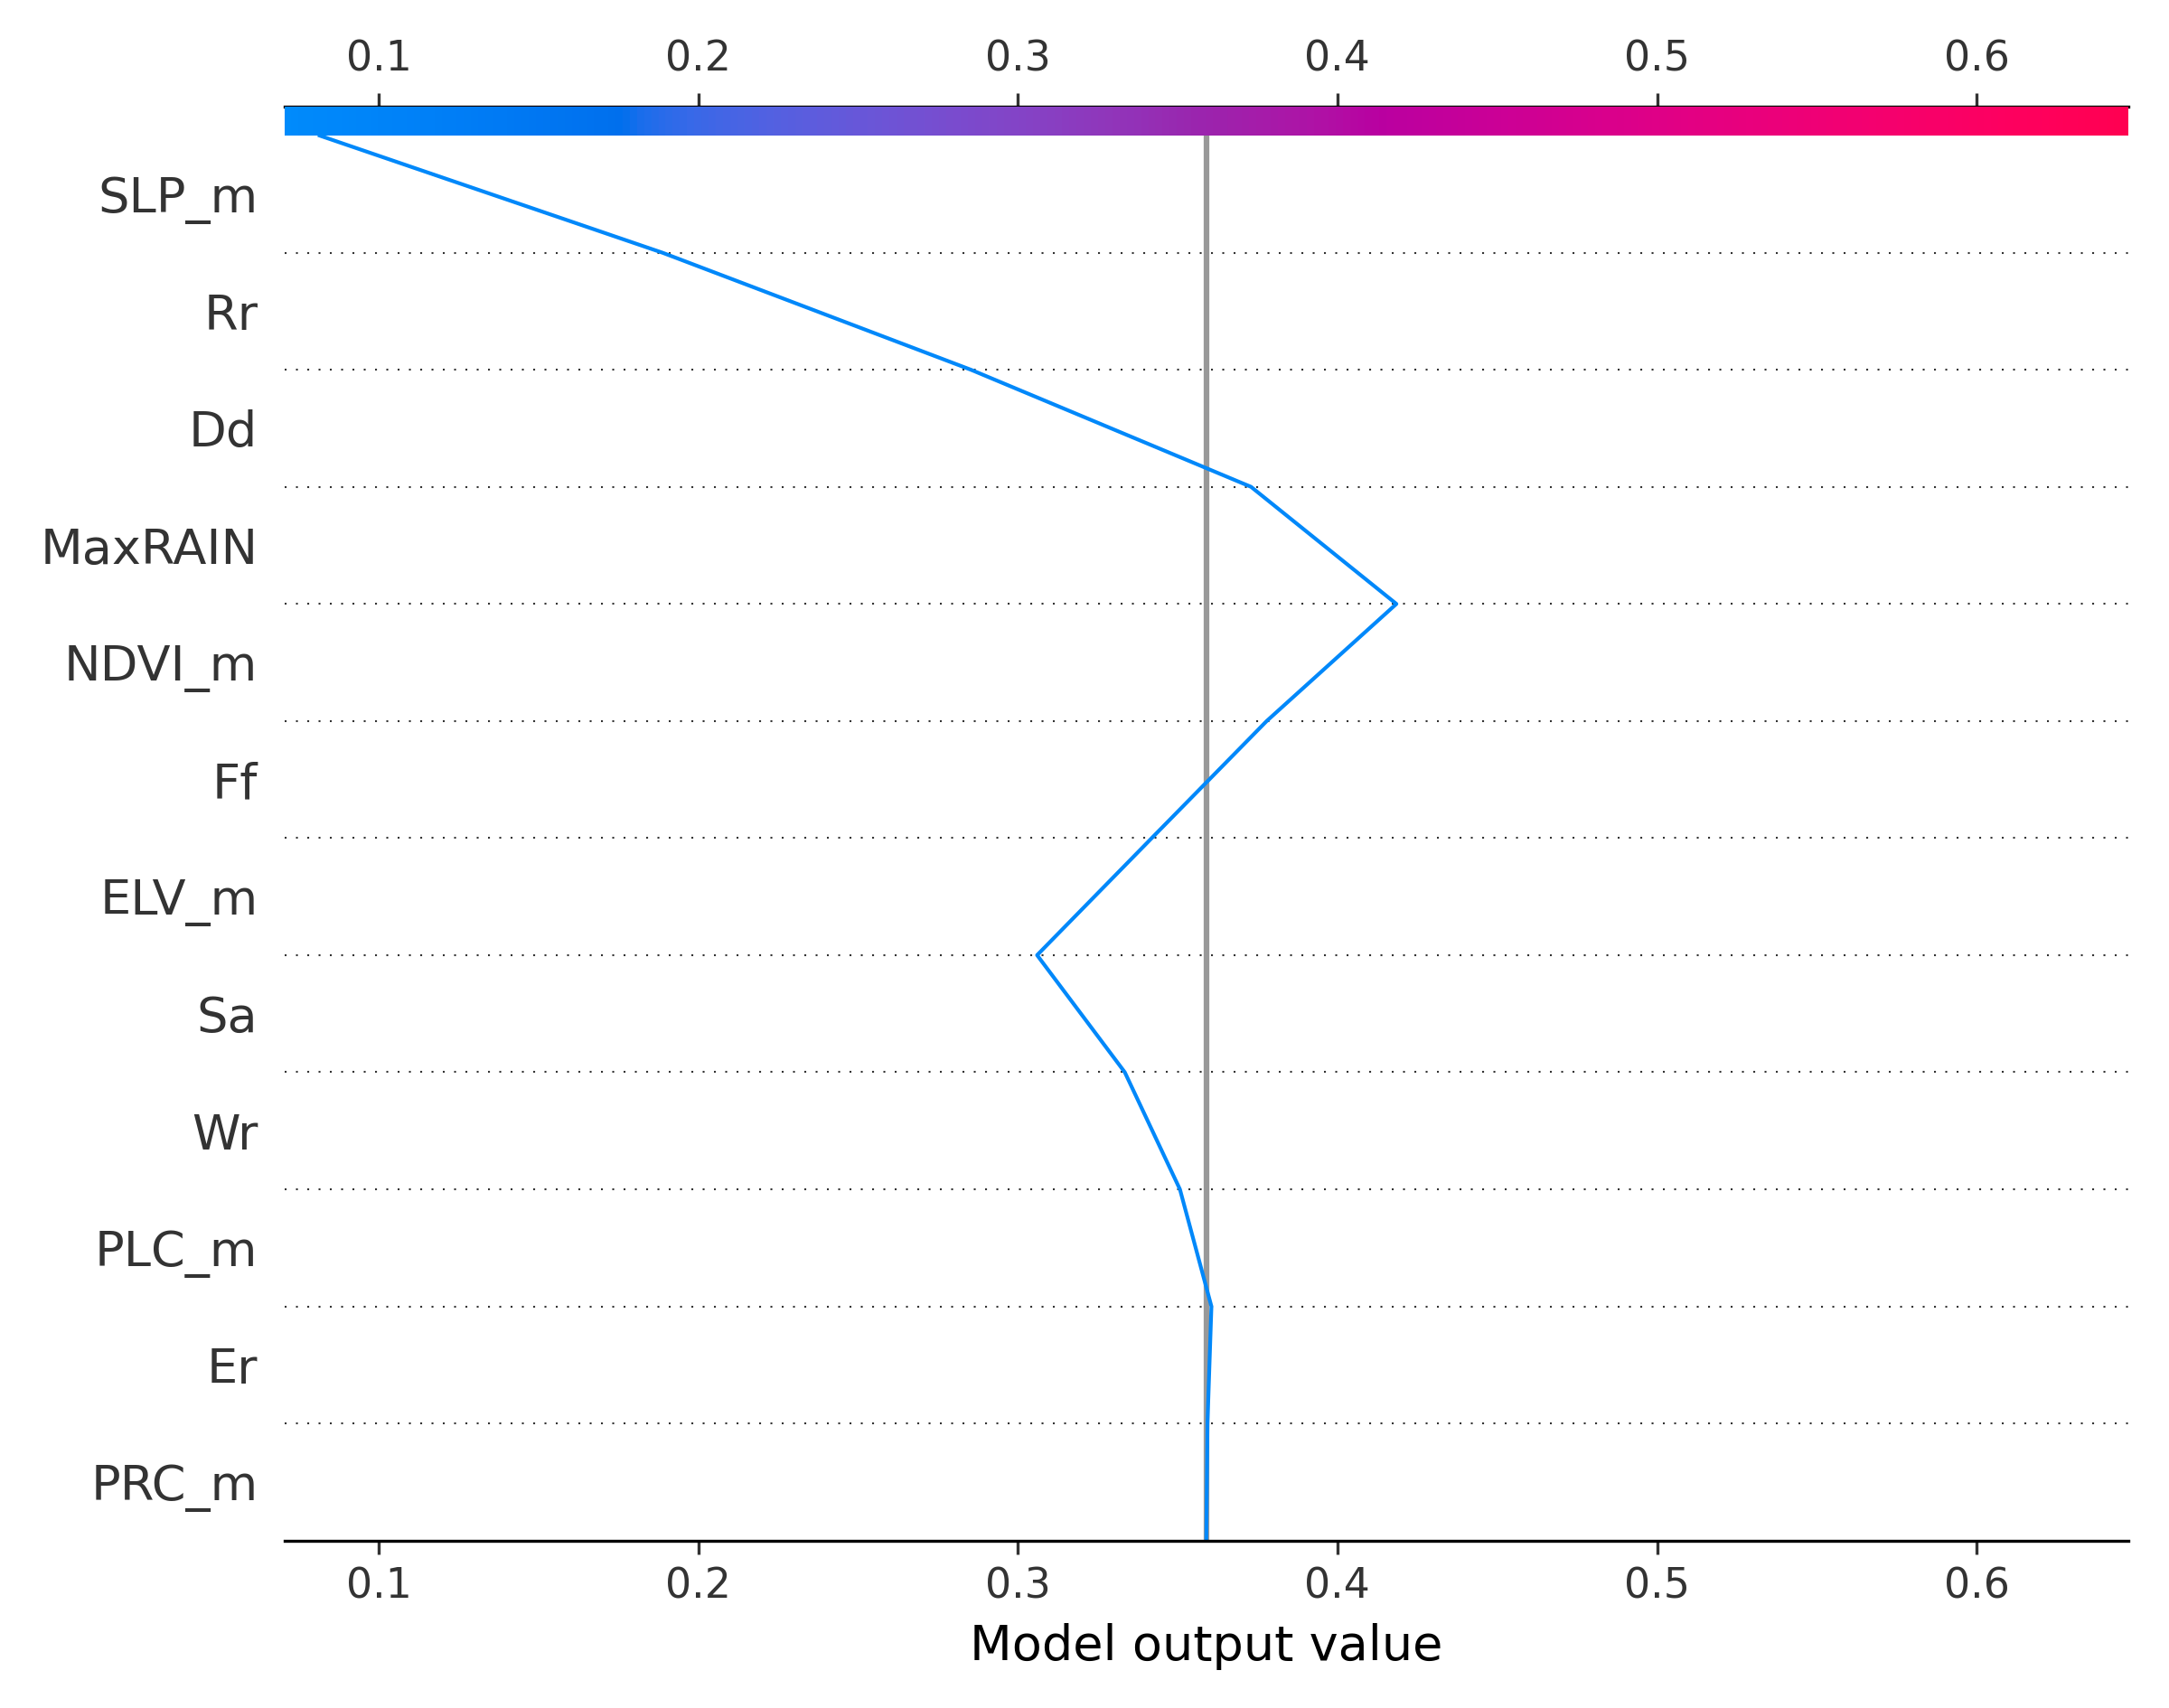 0.1 0.2 0.3 0.4 0.5 0.6
SLP_m
Rr
Dd
MaxRAIN
NDVI_m
Ff
ELV_m
Sa
Wr
PLC_m
Er
PRC_m
0.1 0.2 0.3 0.4 0.5 0.6
Model output value